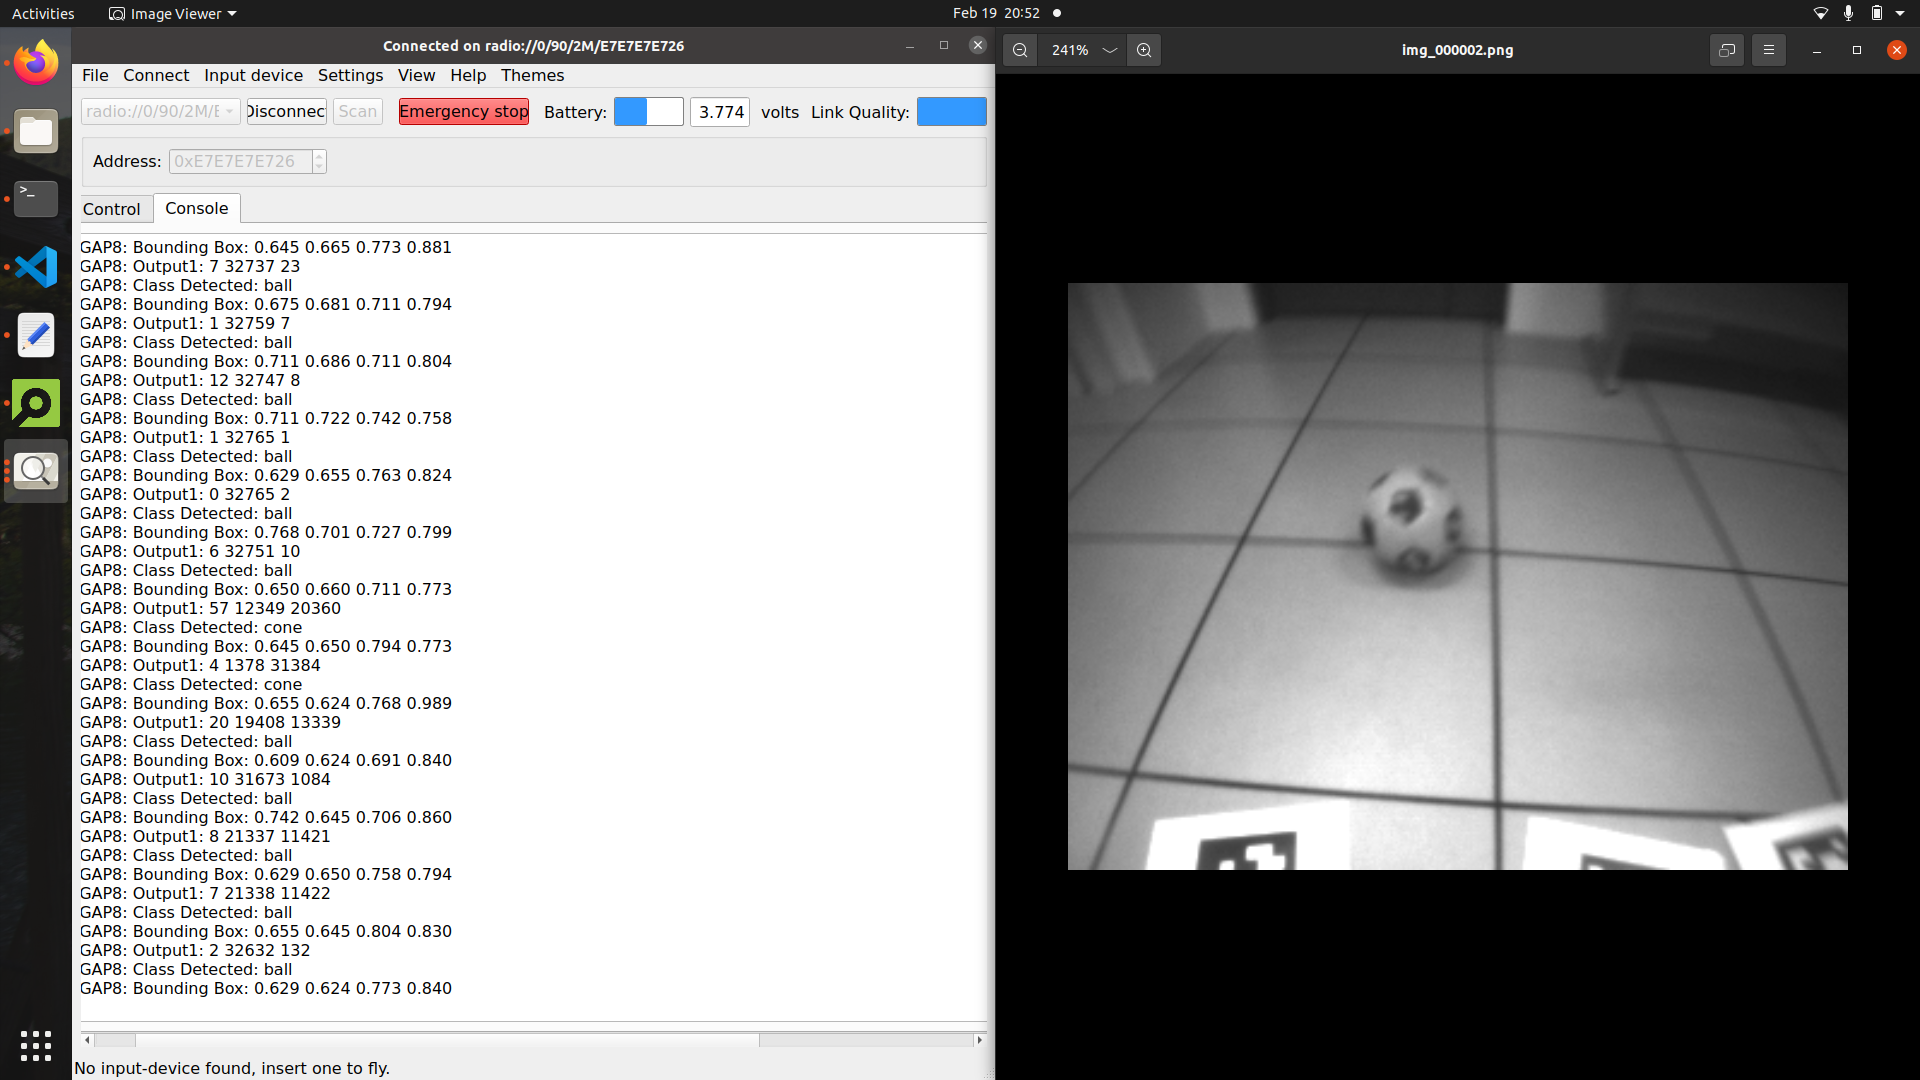 Activities
Image Viewer
Feb 19 20:52
Connected on radio://0/90/2M/E7E7E7E726
241%
img_000002.png
File Connect Input device Settings View Help Themes
radio://0/90/2M/E
Disconnec
Scan
Emergency stop
Battery:
3.774
volts
Link Quality:
Address:
0xE7E7E7E726
Control
Console
GAP8: Bounding Box: 0.645 0.665 0.773 0.881
GAP8: Output1: 7 32737 23
GAP8: Class Detected: ball
GAP8: Bounding Box: 0.675 0.681 0.711 0.794
GAP8: Output1: 1 32759 7
GAP8: Class Detected: ball
GAP8: Bounding Box: 0.711 0.686 0.711 0.804
GAP8: Output1: 12 32747 8
GAP8: Class Detected: ball
GAP8: Bounding Box: 0.711 0.722 0.742 0.758
GAP8: Output1: 1 32765 1
GAP8: Class Detected: ball
GAP8: Bounding Box: 0.629 0.655 0.763 0.824
GAP8: Output1: 0 32765 2
GAP8: Class Detected: ball
GAP8: Bounding Box: 0.768 0.701 0.727 0.799
GAP8: Output1: 6 32751 10
GAP8: Class Detected: ball
GAP8: Bounding Box: 0.650 0.660 0.711 0.773
GAP8: Output1: 57 12349 20360
GAP8: Class Detected: cone
GAP8: Bounding Box: 0.645 0.650 0.794 0.773
GAP8: Output1: 4 1378 31384
GAP8: Class Detected: cone
GAP8: Bounding Box: 0.655 0.624 0.768 0.989
GAP8: Output1: 20 19408 13339
GAP8: Class Detected: ball
GAP8: Bounding Box: 0.609 0.624 0.691 0.840
GAP8: Output1: 10 31673 1084
GAP8: Class Detected: ball
GAP8: Bounding Box: 0.742 0.645 0.706 0.860
GAP8: Output1: 8 21337 11421
GAP8: Class Detected: ball
GAP8: Bounding Box: 0.629 0.650 0.758 0.794
GAP8: Output1: 7 21338 11422
GAP8: Class Detected: ball
GAP8: Bounding Box: 0.655 0.645 0.804 0.830
GAP8: Output1: 2 32632 132
GAP8: Class Detected: ball
GAP8: Bounding Box: 0.629 0.624 0.773 0.840
No input-device found, insert one to fly.